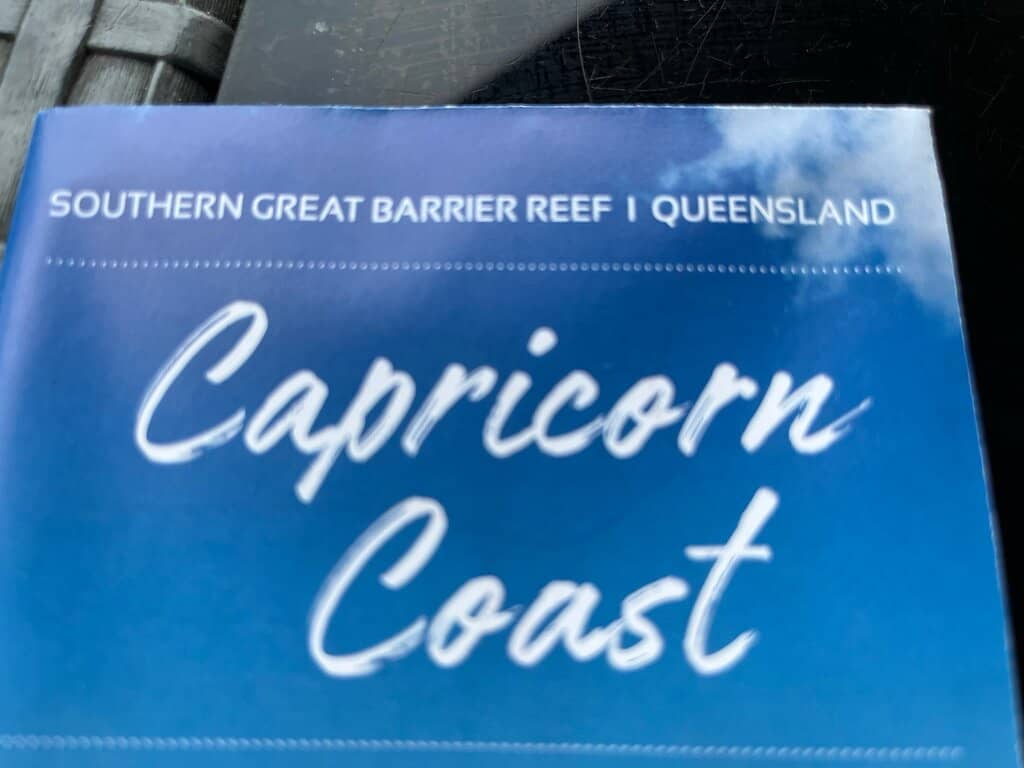 SOUTHERN GREAT BARRIER REEF | QUEENSLAND
Capricorn
Coast